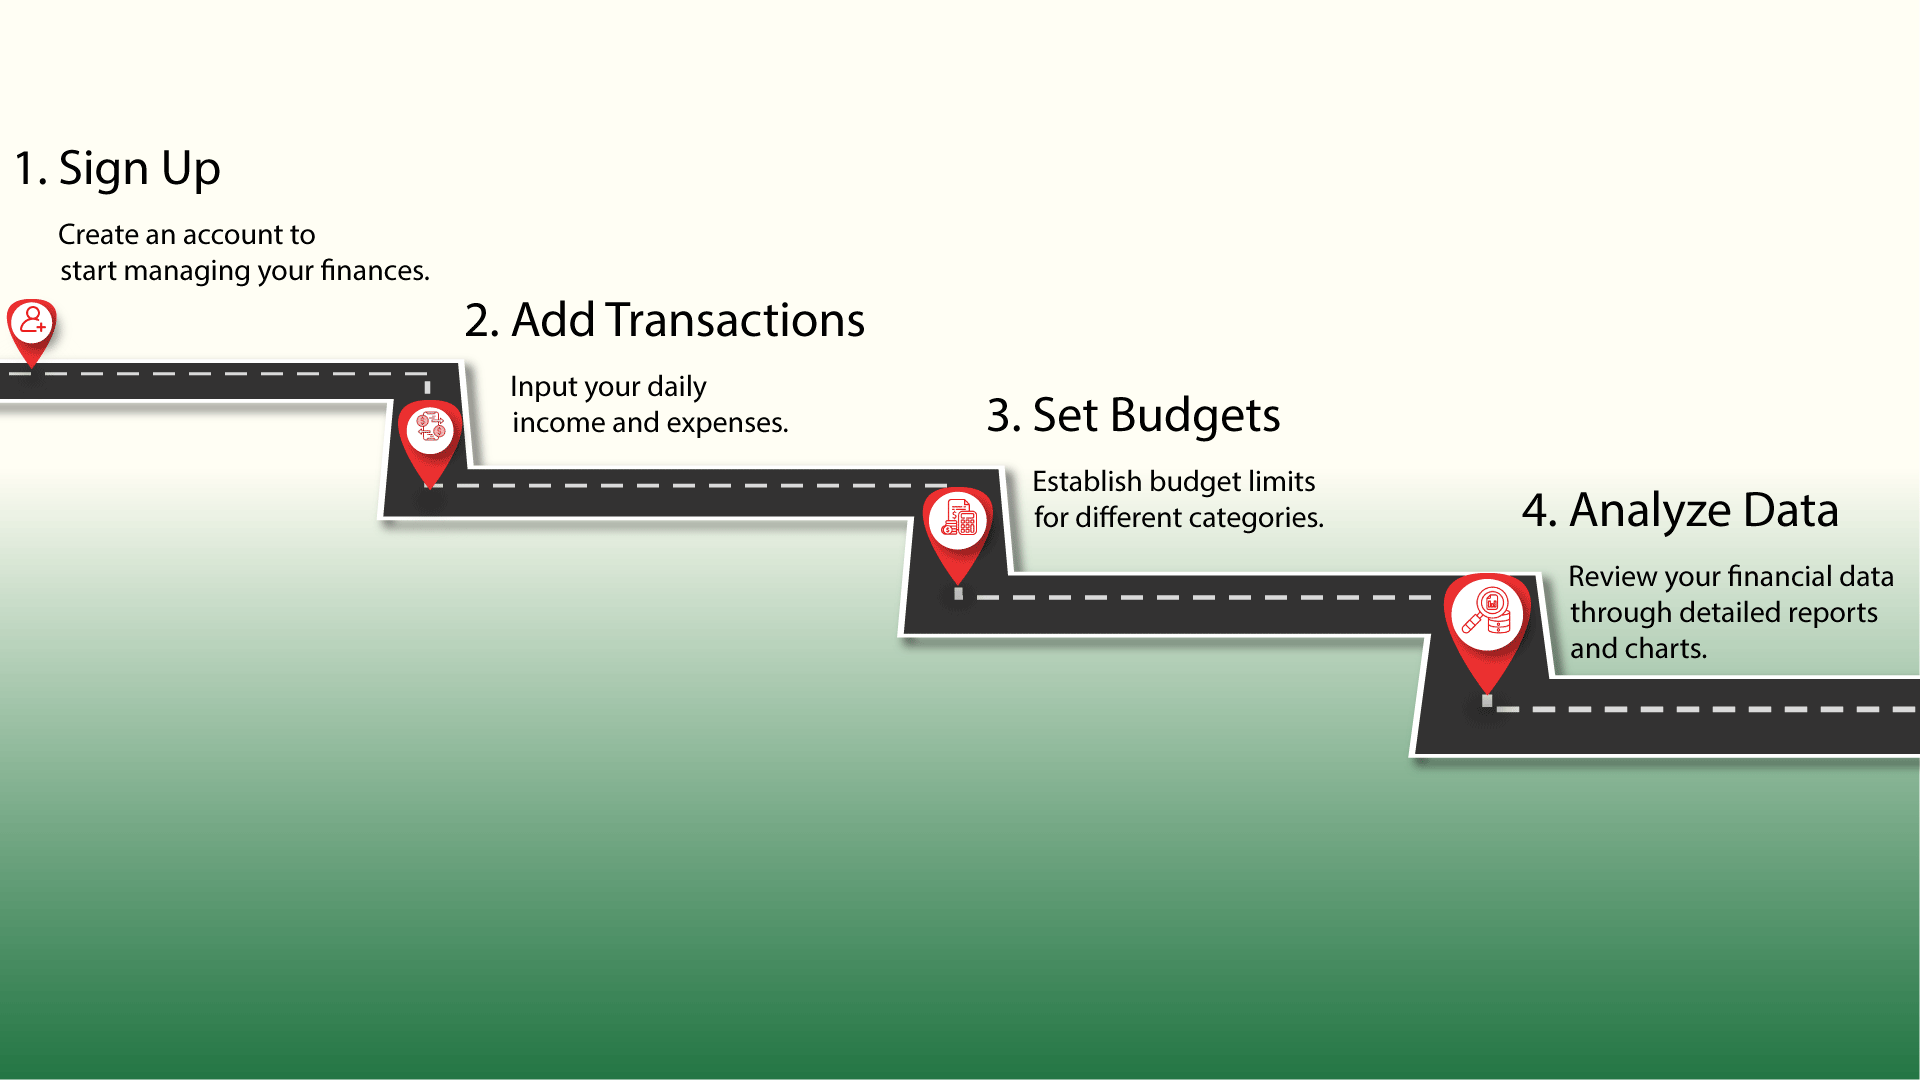 1. Sign Up
Create an account to
start managing your finances.
2. Add Transactions
Input your daily
income and expenses.
3. Set Budgets
Establish budget limits
for different categories.
4. Analyze Data
Review your financial data
through detailed reports
and charts.